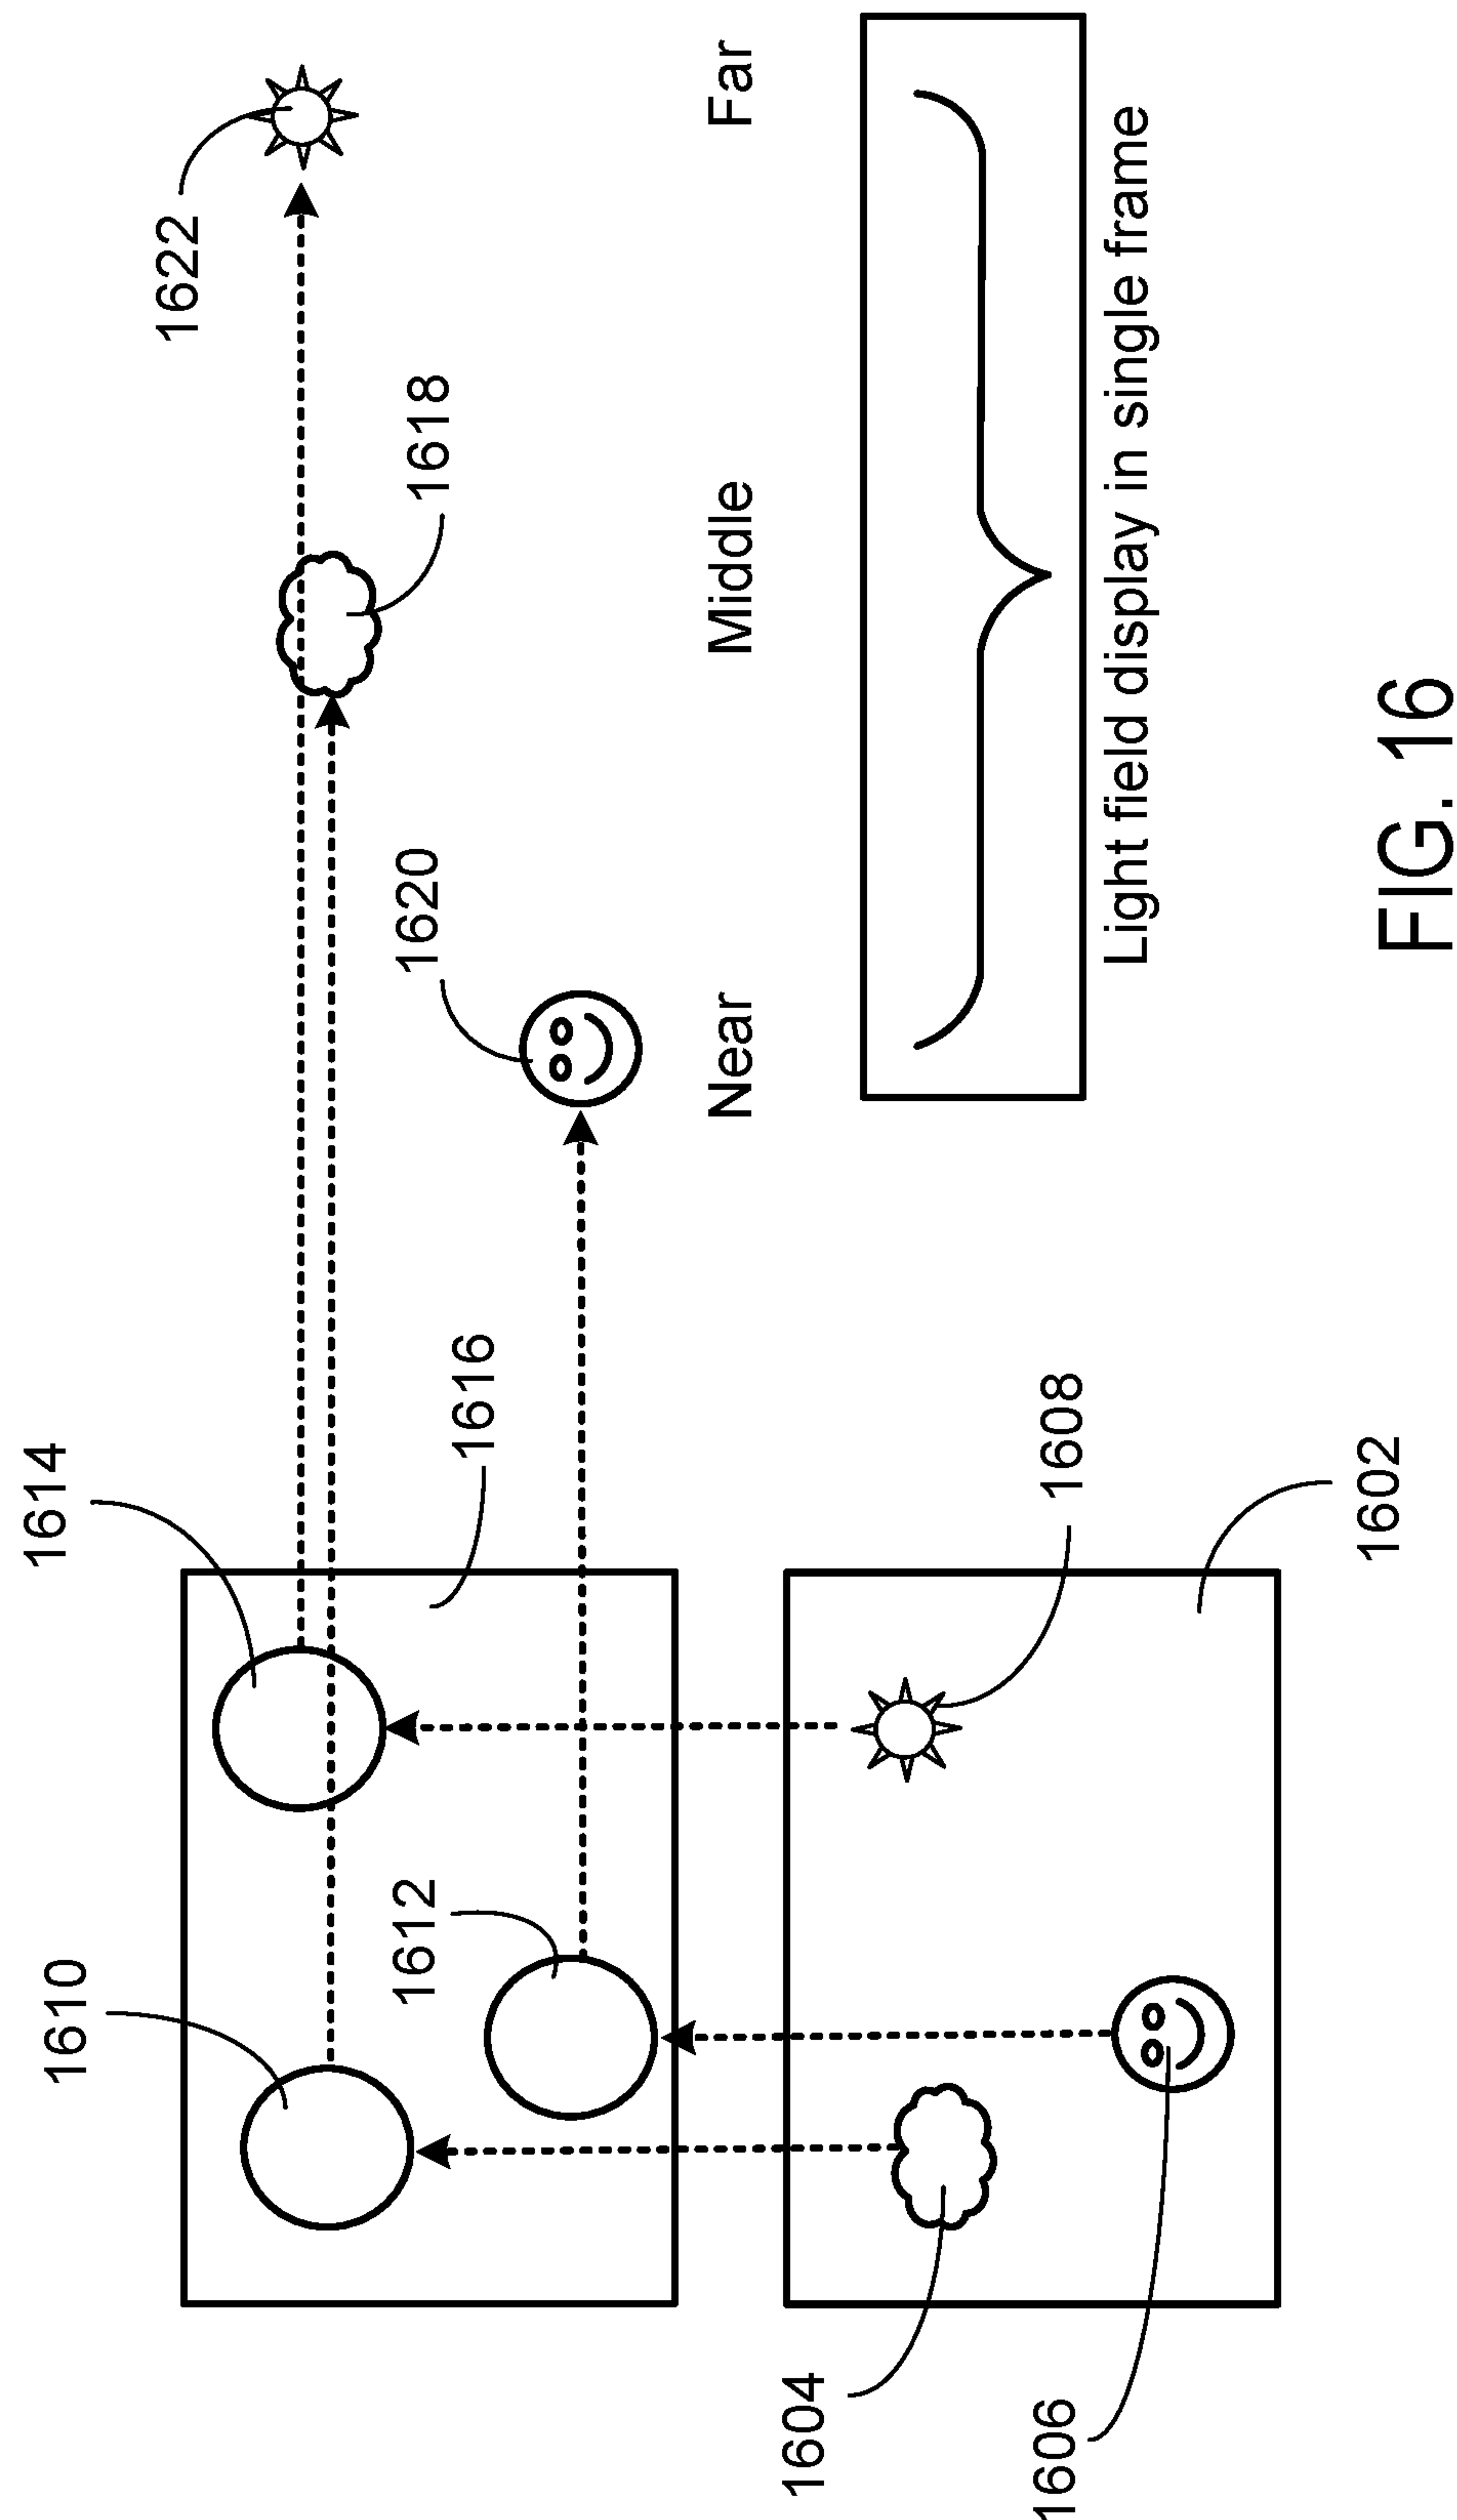 1614
1622
1610
1618
1612
1616
1620
Near
Middle
Far
1604
1608
1606
1602
Light field display in single frame
FIG. 16